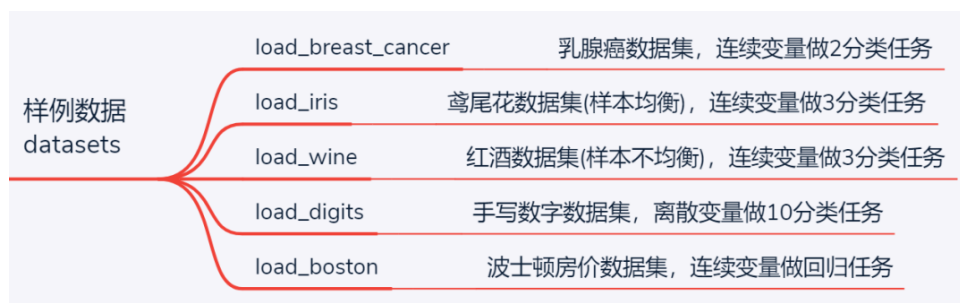 样例数据
datasets
load_breast_cancer 乳腺癌数据集，连续变量做2分类任务
load_iris 鸢尾花数据集(样本均衡)，连续变量做3分类任务
load_wine 红酒数据集(样本不均衡)，连续变量做3分类任务
load_digits 手写数字数据集，离散变量做10分类任务
load_boston 波士顿房价数据集，连续变量做回归任务